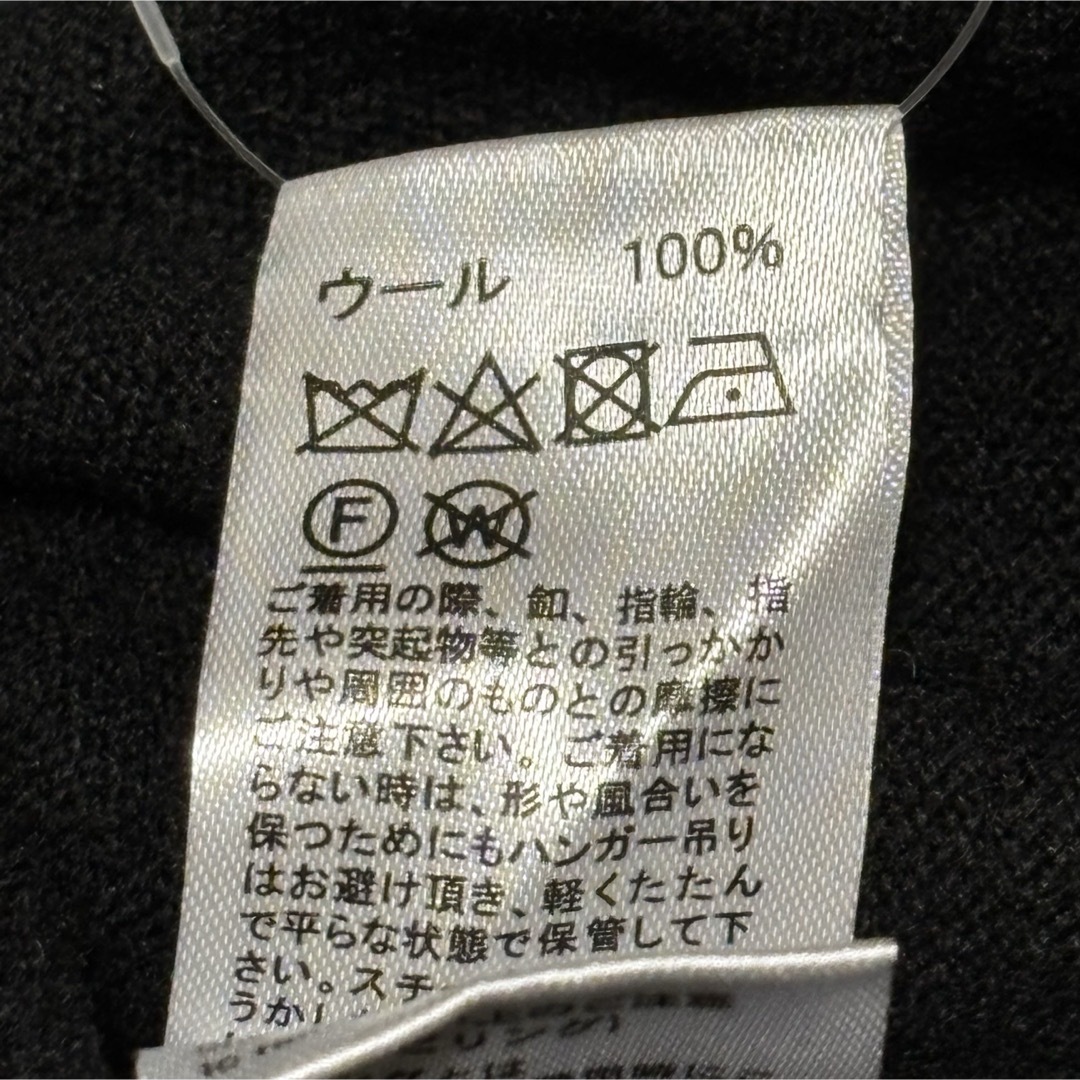 ウール 100%
F W
ご着用の際、釦、指輪、指
先や突起物等との引っかか
りや周囲のものとの摩擦に
ご注意下さい。ご着用にな
らない時は、形や風合いを
保つためにもハンガー吊り
はお避け頂き、軽くたたん
で平らな状態で保管して下
さい。スチ
うか